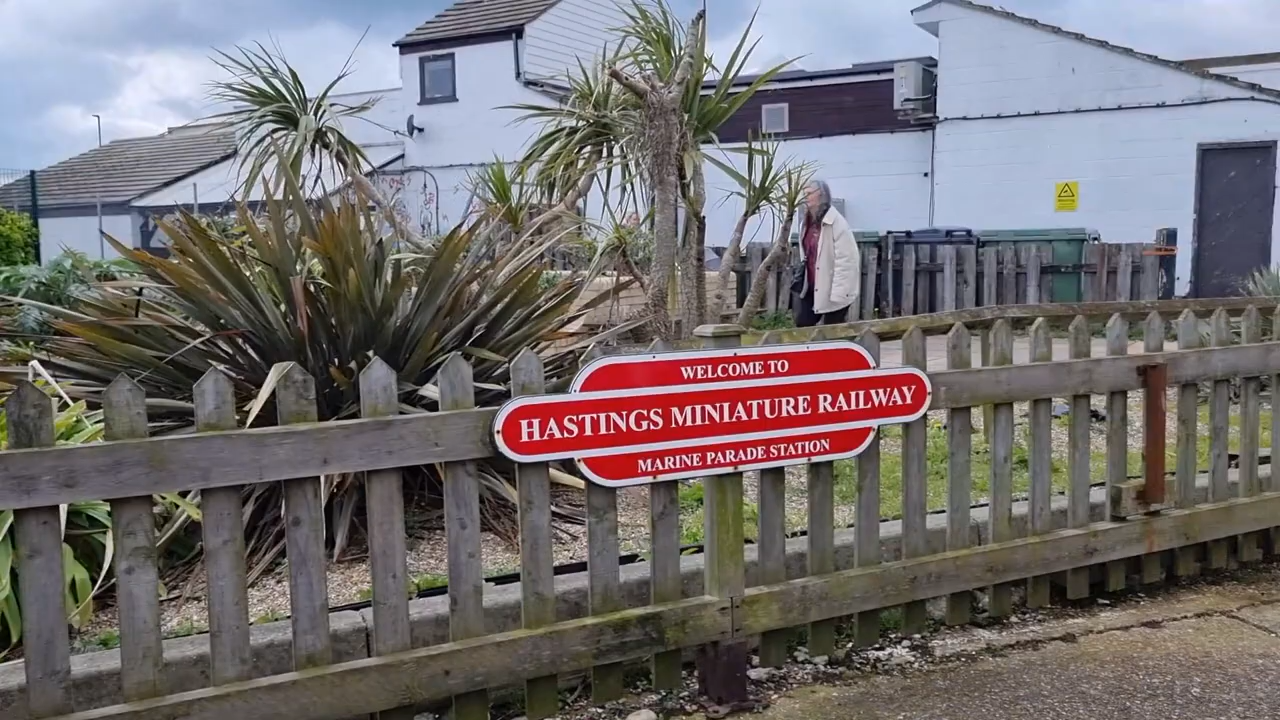 WELCOME TO
HASTINGS MINIATURE RAILWAY
MARINE PARADE STATION